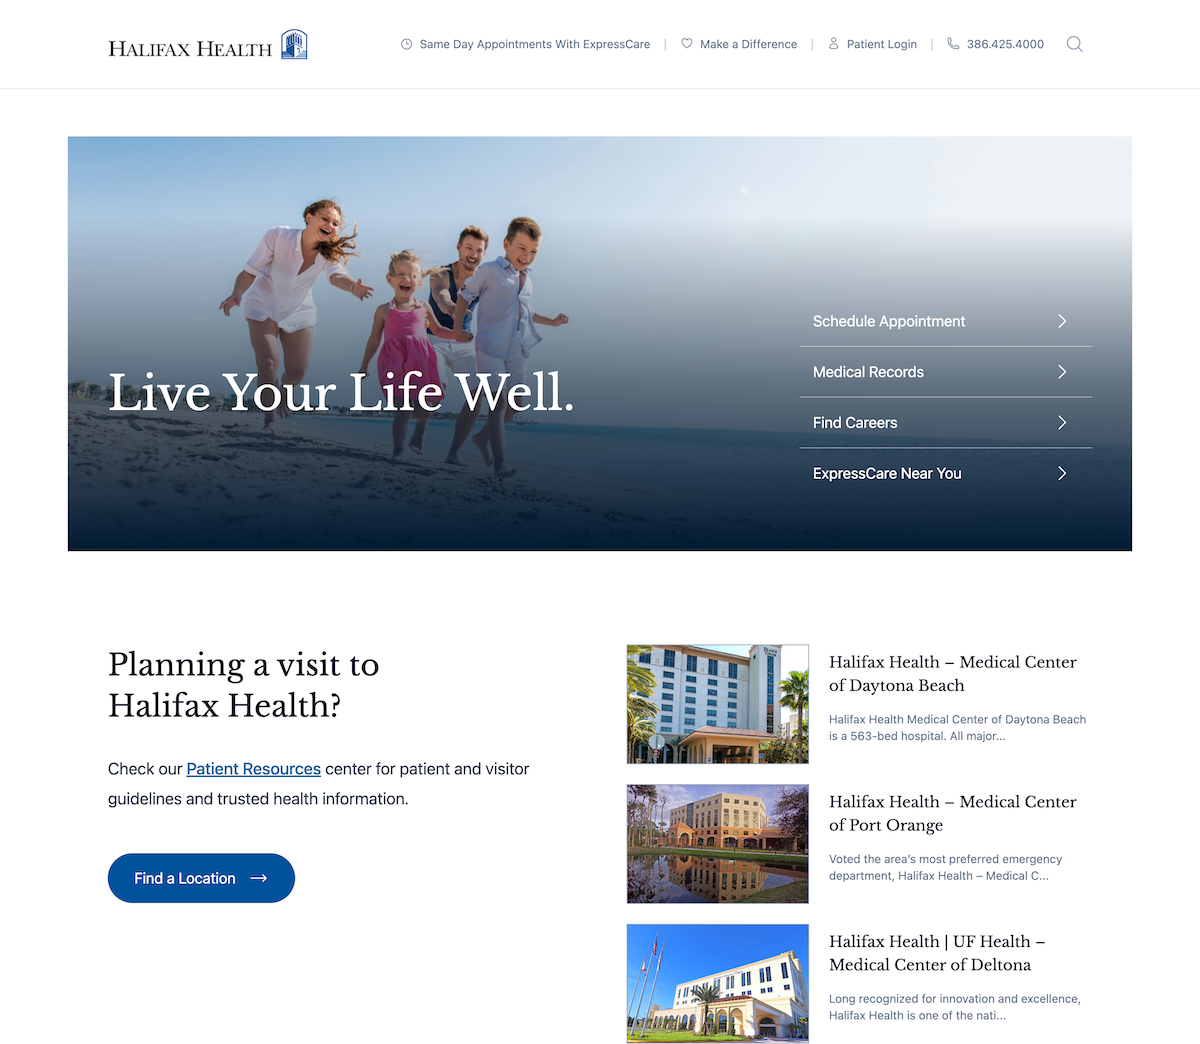 HALIFAX HEALTH
Same Day Appointments With ExpressCare | Make a Difference | Patient Login | 386.425.4000
Schedule Appointment
Medical Records
Live Your Life Well.
Find Careers
ExpressCare Near You
Planning a visit to
Halifax Health?
Check our Patient Resources center for patient and visitor
guidelines and trusted health information.
Find a Location
Halifax Health – Medical Center
of Daytona Beach
Halifax Health Medical Center of Daytona Beach
is a 563-bed hospital. All major...
Halifax Health – Medical Center
of Port Orange
Voted the area's most preferred emergency
department, Halifax Health – Medical C...
Halifax Health | UF Health –
Medical Center of Deltona
Long recognized for innovation and excellence,
Halifax Health is one of the nati...